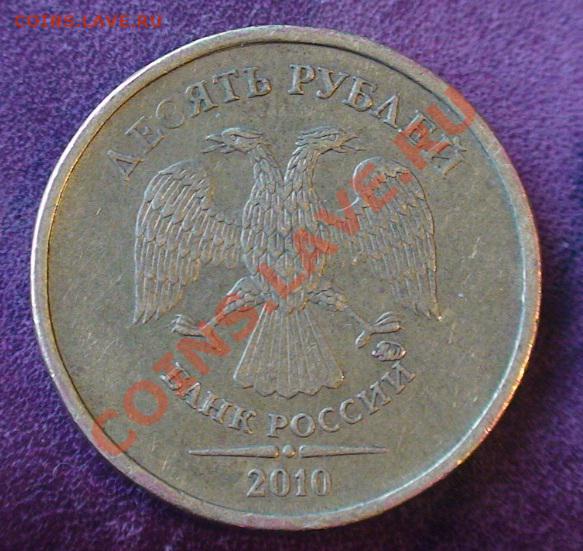 COINS.LAVE.RU
ДЕСЯТЬ РУБЛЕЙ
COINS.LAVE.RU
БАНК РОССИИ
2010